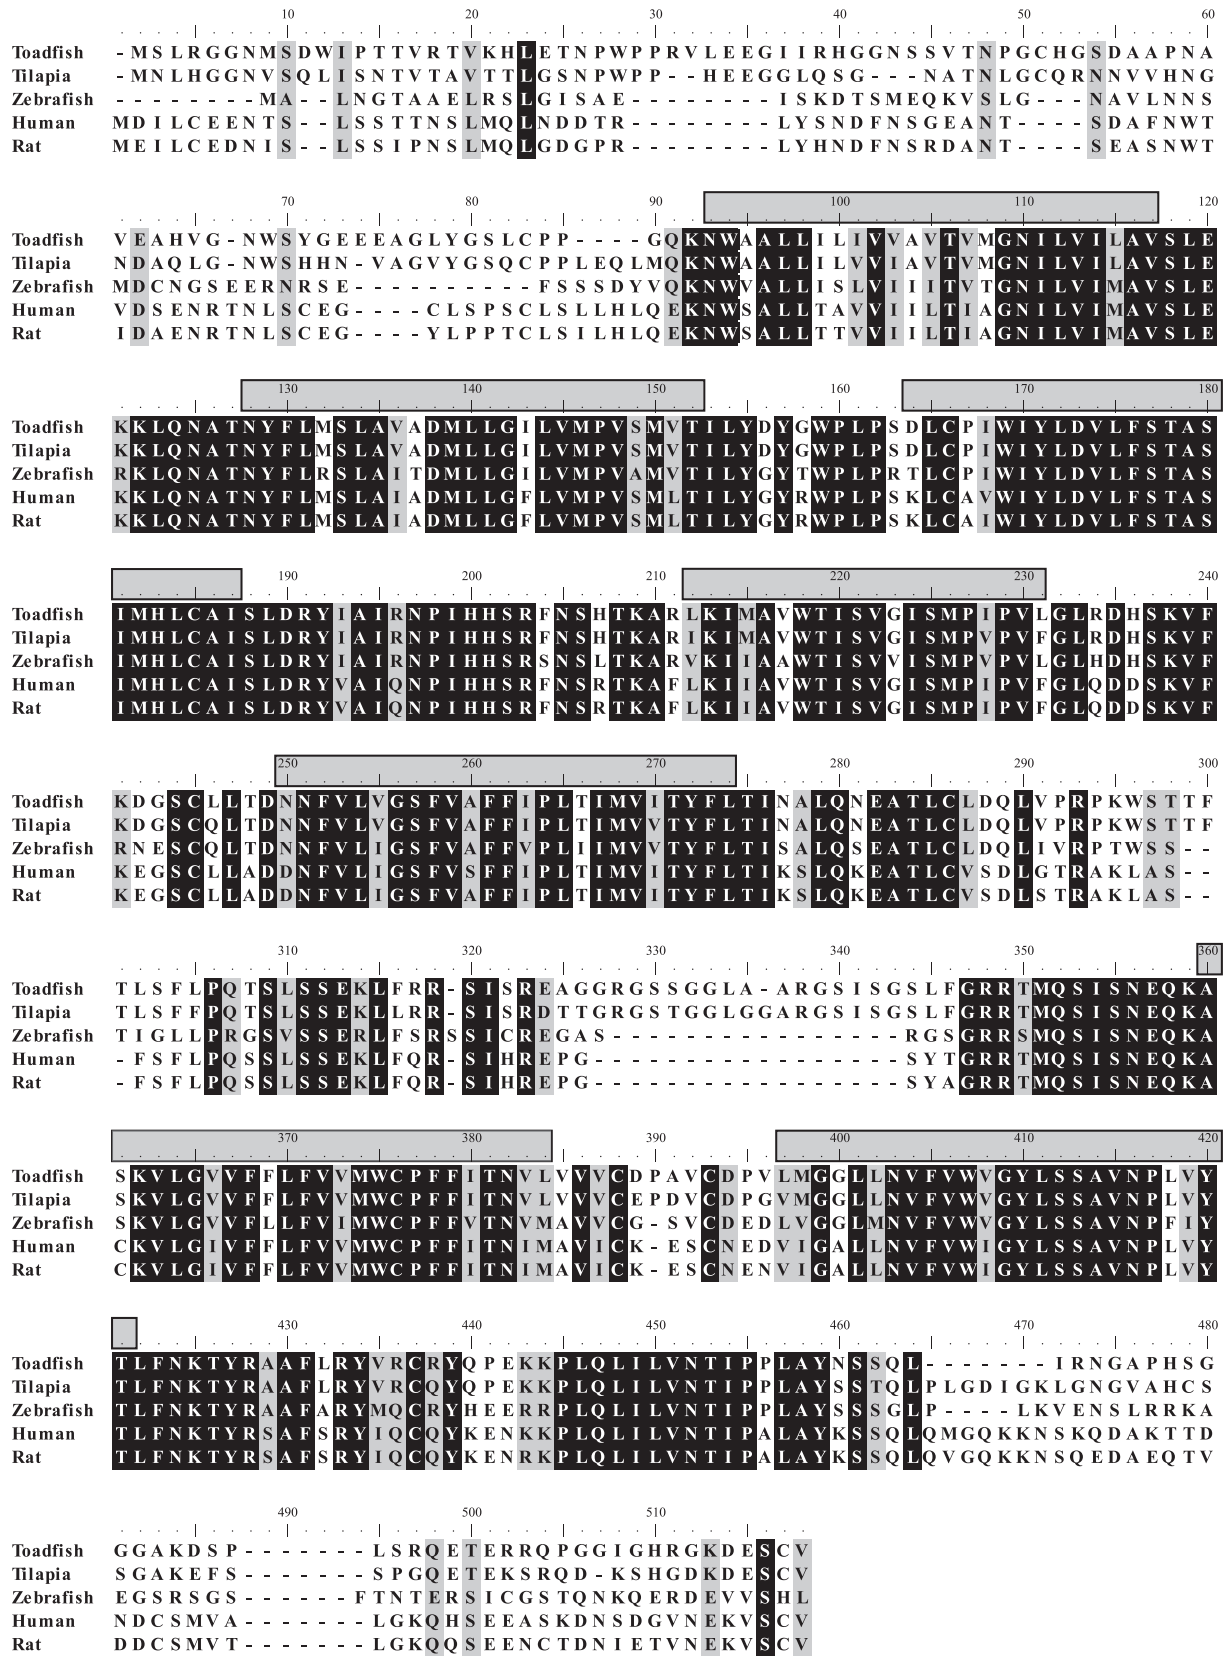 10 20 30 40 50 60
Toadfish -MSLRGGNMSDWIPTTVRTVKHLETNPWPPRVLEEGIIRHGGNSSVTNPGCHGSDAAPNA
Tilapia -MNLHGGNVSQLISNTVTAVTTLGSNPWPP-HEEGGLQSG---NATNLGCQRNNVVHNG
Zebrafish --------MA--LNGTAAELRSLGISAE--------ISKDTSMEQKVSLG---NAVLNNS
Human MDILCEENTS--LSSTTNSLMQLNDDTR--------LYSNDFNSGEANT----SDAFNWT
Rat MEILCEDNIS--LSSIPNSLMQLGDGPR--------LYHNDFNSRDANT----SEASNWT
70 80 90 100 110 120
Toadfish VEAHVG-NWSYGEEEAGLYGSLCPP----GQKNWAALLILIVVAVTVMGNILVILAVSLE
Tilapia NDAQLG-NWSHHN-VAGVYGSQCPPLEQLMQKNWAALLILVVIAVTVMGNILVILAVSLE
Zebrafish MDCNGSEERNRSE----------FSSSDYVQKNWVALLISLVIIITVTGNILVIMAVSLE
Human VDSENRTNLSCEG----CLSPSCLSLLHLQEKNWSALLTAVVIILTIAGNILVIMAVSLE
Rat IDAENRTNLSCEG----YLPPTCLSILHLQEKNWSALLTTVVIILTIAGNILVIMAVSLE
130 140 150 160 170 180
Toadfish KKLQNATNYFLMSLAVADMLLGILVMPVSMVTILYDYGWPLPSDLCPIWIYLDVLFSTAS
Tilapia KKLQNATNYFLMSLAVADMLLGILVMPVSMVTILYDYGWPLPSDLCPIWIYLDVLFSTAS
Zebrafish RKLQNATNYFLRSLAITDMLLGILVMPVAMVTILYGYTWPLPRTLCPIWIYLDVLFSTAS
Human KKLQNATNYFLMSLAIADMLLGFLVMPVSMLTILYGYRWPLPSKLCAVWIYLDVLFSTAS
Rat KKLQNATNYFLMSLAIADMLLGFLVMPVSMLTILYGYRWPLPSKLCAIWIYLDVLFSTAS
190 200 210 220 230 240
Toadfish IMHLCAISLDRYIAIRNPIHHSRFNSHTKARLKIMAVWTISVGISMPIPVLGLRDHSKVF
Tilapia IMHLCAISLDRYIAIRNPIHHSRFNSHTKARIKIMAVWTISVGISMPVPVFGLRDHSKVF
Zebrafish IMHLCAISLDRYIAIRNPIHHSRSNSLTKARVKIIAAWTISVVISMPVPVLGLHDHSKVF
Human IMHLCAISLDRYVAIQNPIHHSRFNSRTKAFLKIIAVWTISVGISMPIPVFGLQDDSKVF
Rat IMHLCAISLDRYVAIQNPIHHSRFNSRTKAFLKIIAVWTISVGISMPIPVFGLQDDSKVF
250 260 270 280 290 300
Toadfish KDGSCLLTDNNFVLVGSFVAFFIPLTIMVITYFLTINALQNEATLCLDQLVPRPKWSTTF
Tilapia KDGSCQLTDNNFVLVGSFVAFFIPLTIMVVTYFLTINALQNEATLCLDQLVPRPKWSTTF
Zebrafish RNESCQLTDNNFVLIGSFVAFFVPLIIMVVTYFLTISALQSEATLCLDQLIVRPTWSS--
Human KEGSCLLADDNFVLIGSFVSFFIPLTIMVITYFLTIKSLQKEATLCVSDLGTRAKLAS--
Rat KEGSCLLADDNFVLIGSFVAFFIPLTIMVITYFLTIKSLQKEATLCVSDLSTRAKLAS--
310 320 330 340 350 360
Toadfish TLSFLPQTSLSSEKLFRR-SISREAGGRGSSGGLA-ARGSISGSLFGRRTMQSISNEQKA
Tilapia TLSFFPQTSLSSEKLLRR-SISRDTTGRGSTGGLGGARGSISGSLFGRRTMQSISNEQKA
Zebrafish TIGLLPRGSVSSERLFSRSSICREGAS----------------RGSGRRSMQSISNEQKA
Human -FSFLPQSSLSSEKLFQR-SIHREPG-----------------SYTGRRTMQSISNEQKA
Rat -FSFLPQSSLSSEKLFQR-SIHREPG-----------------SYAGRRTMQSISNEQKA
370 380 390 400 410 420
Toadfish SKVLGVVFFLFVVMWCPFFITNVLVVVCDPAVCDPVLMGGLLNVFVWVGYLSSAVNPLVY
Tilapia SKVLGVVFFLFVVMWCPFFITNVLVVVCEPDVCDPGVMGGLLNVFVWVGYLSSAVNPLVY
Zebrafish SKVLGVVFLLFVIMWCPFFVTNVMAVVCG-SVCDEDLVGGLMNVFVWVGYLSSAVNPFIY
Human CKVLGIVFFLFVVMWCPFFITNIMAVICK-ESCNEDVIGALLNVFVWIGYLSSAVNPLVY
Rat CKVLGIVFFLFVVMWCPFFITNIMAVICK-ESCNENVIGALLNVFVWIGYLSSAVNPLVY
430 440 450 460 470 480
Toadfish TLFNKTYRAAFLRYVRCRYQPEKKPLQLILVNTIPPLAYNSSQL-------IRNGAPHSG
Tilapia TLFNKTYRAAFLRYVRCQYQPEKKPLQLILVNTIPPLAYSSTQLPLGDIGKLGNGVAHCS
Zebrafish TLFNKTYRAAFARYMQCRYHEERRPLQLILVNTIPPLAYSSSGLP----LKVENSLRRKA
Human TLFNKTYRSAFSRYIQCQYKENKKPLQLILVNTIPALAYKSSQLQMGQKKNSKQDAKTTD
Rat TLFNKTYRSAFSRYIQCQYKENRKPLQLILVNTIPALAYKSSQLQVGQKKNSQEDAEQTV
490 500 510
Toadfish GGAKDSP-------LSRQETERRQPGGIGHRGKDESCV
Tilapia SGAKEFS-------SPGQETEKSRQD-KSHGDKDESCV
Zebrafish EGSRSGS------FTNTERSICGSTQNKQERDEVVSHL
Human NDCSMVA-------LGKQHSEEASKDNSDGVNEKVSCV
Rat DDCSMVT-------LGKQQSEENCTDNIETVNEKVSCV